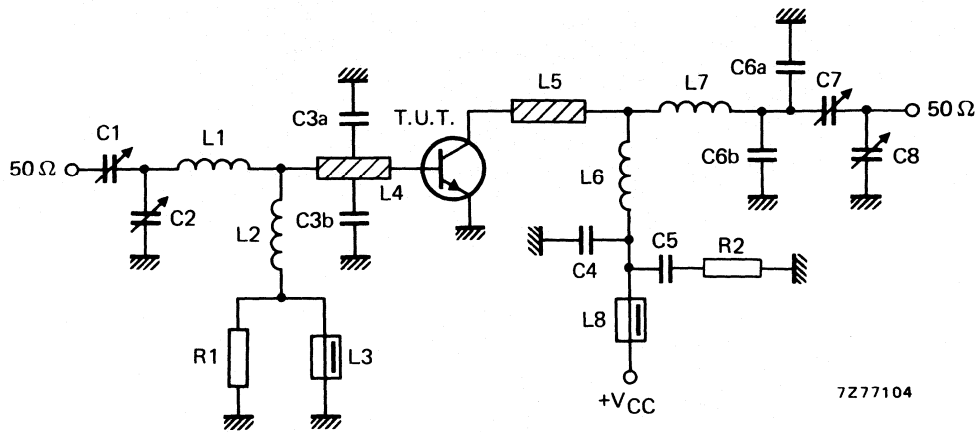 C6a
L5
L7
C7
C3a
T.U.T.
50 Ω
C1
L1
C6b
C8
50 Ω
L6
L4
C2
C3b
L2
C5
R2
C4
L8
R1
L3
+VCC
7Z77104